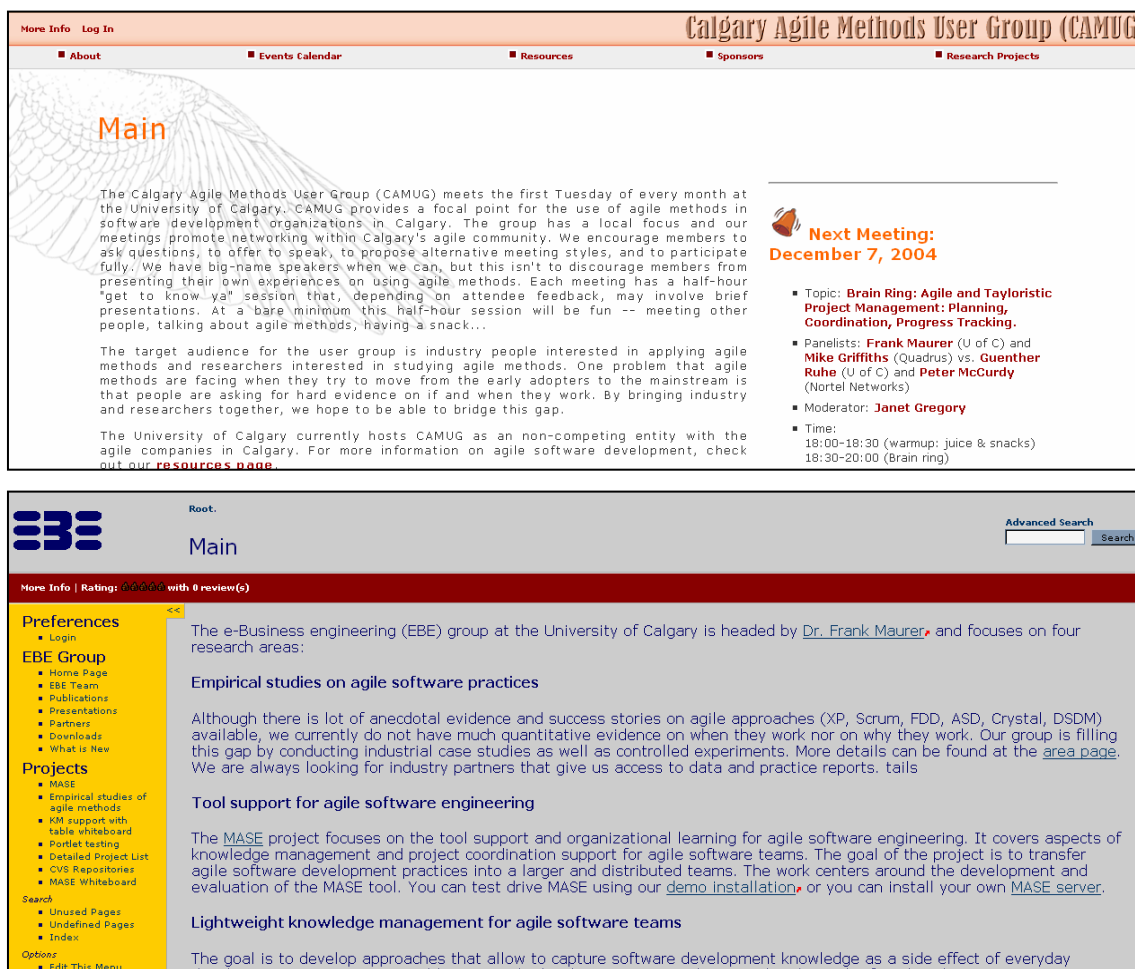 More Info Log In
Calgary Agile Methods User Group (CAMUG
About Events Calendar Resources Sponsors Research Projects
Main
The Calgary Agile Methods User Group (CAMUG) meets the first Tuesday of every month at
the University of Calgary. CAMUG provides a focal point for the use of agile methods in
software development organizations in Calgary. The group has a local focus and our
meetings promote networking within Calgary's agile community. We encourage members to
ask questions, to offer to speak, to propose alternative meeting styles, and to participate
fully. We have big-name speakers when we can, but this isn't to discourage members from
presenting their own experiences on using agile methods. Each meeting has a half-hour
"get to know ya" session that, depending on attendee feedback, may involve brief
presentations. At a bare minimum this half-hour session will be fun -- meeting other
people, talking about agile methods, having a snack...
The target audience for the user group is industry people interested in applying agile
methods and researchers interested in studying agile methods. One problem that agile
methods are facing when they try to move from the early adopters to the mainstream is
that people are asking for hard evidence on if and when they work. By bringing industry
and researchers together, we hope to be able to bridge this gap.
The University of Calgary currently hosts CAMUG as an non-competing entity with the
agile companies in Calgary. For more information on agile software development, check
out our resources page.
Next Meeting:
December 7, 2004
Topic: Brain Ring: Agile and Tayloristic
Project Management: Planning,
Coordination, Progress Tracking.
Panelists: Frank Maurer (U of C) and
Mike Griffiths (Quadrus) vs. Guenther
Ruhe (U of C) and Peter McCurdy
(Nortel Networks)
Moderator: Janet Gregory
Time:
18:00-18:30 (warmup: juice & snacks)
18:30-20:00 (Brain ring)
EBE
Root.
Main
Advanced Search
Search
More Info | Rating: with 0 review(s)
<<
Preferences
Login
EBE Group
Home Page
EBE Team
Publications
Presentations
Partners
Downloads
What is New
Projects
MASE
Empirical studies of
agile methods
KM support with
table whiteboard
Portlet testing
Detailed Project List
CVS Repositories
MASE Whiteboard
Search
Unused Pages
Undefined Pages
Index
Options
Edit This Menu
The e-Business engineering (EBE) group at the University of Calgary is headed by Dr. Frank Maurer, and focuses on four
research areas:
Empirical studies on agile software practices
Although there is lot of anecdotal evidence and success stories on agile approaches (XP, Scrum, FDD, ASD, Crystal, DSDM)
available, we currently do not have much quantitative evidence on when they work nor on why they work. Our group is filling
this gap by conducting industrial case studies as well as controlled experiments. More details can be found at the area page.
We are always looking for industry partners that give us access to data and practice reports. tails
Tool support for agile software engineering
The MASE project focuses on the tool support and organizational learning for agile software engineering. It covers aspects of
knowledge management and project coordination support for agile software teams. The goal of the project is to transfer
agile software development practices into a larger and distributed teams. The work centers around the development and
evaluation of the MASE tool. You can test drive MASE using our demo installation, or you can install your own MASE server.
Lightweight knowledge management for agile software teams
The goal is to develop approaches that allow to capture software development knowledge as a side effect of everyday